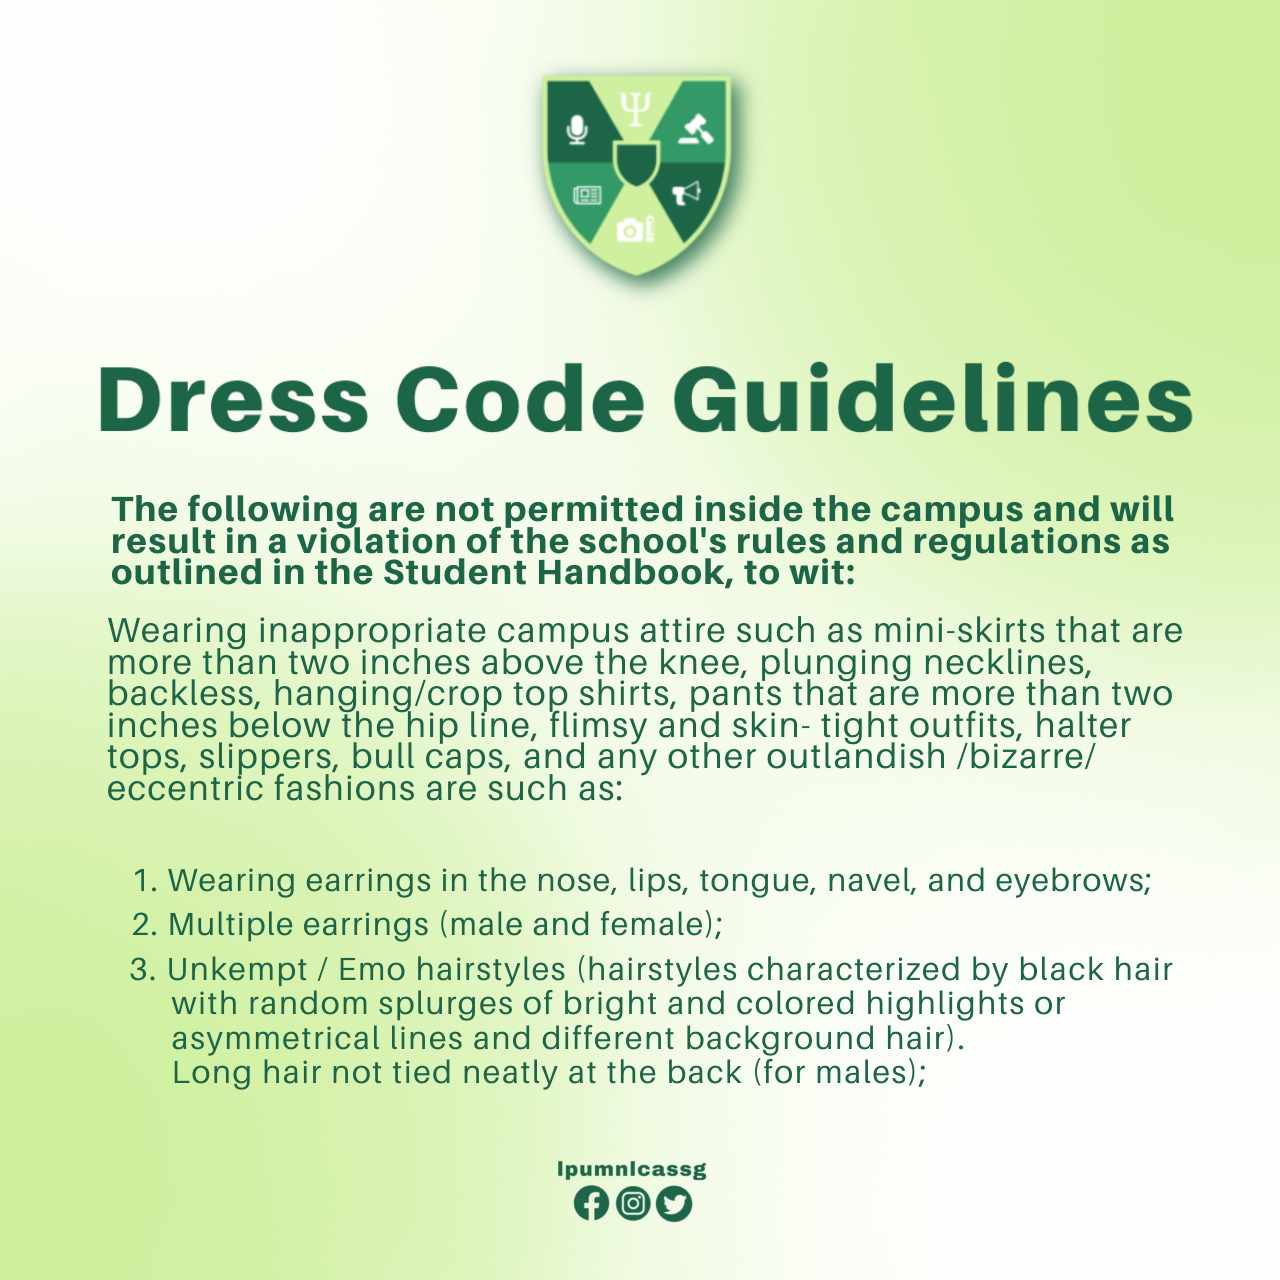 Ψ
Dress Code Guidelines
The following are not permitted inside the campus and will
result in a violation of the school's rules and regulations as
outlined in the Student Handbook, to wit:
Wearing inappropriate campus attire such as mini-skirts that are
more than two inches above the knee, plunging necklines,
backless, hanging/crop top shirts, pants that are more than two
inches below the hip line, flimsy and skin- tight outfits, halter
tops, slippers, bull caps, and any other outlandish /bizarre/
eccentric fashions are such as:
1. Wearing earrings in the nose, lips, tongue, navel, and eyebrows;
2. Multiple earrings (male and female);
3. Unkempt / Emo hairstyles (hairstyles characterized by black hair
with random splurges of bright and colored highlights or
asymmetrical lines and different background hair).
Long hair not tied neatly at the back (for males);
lpumnlcassg